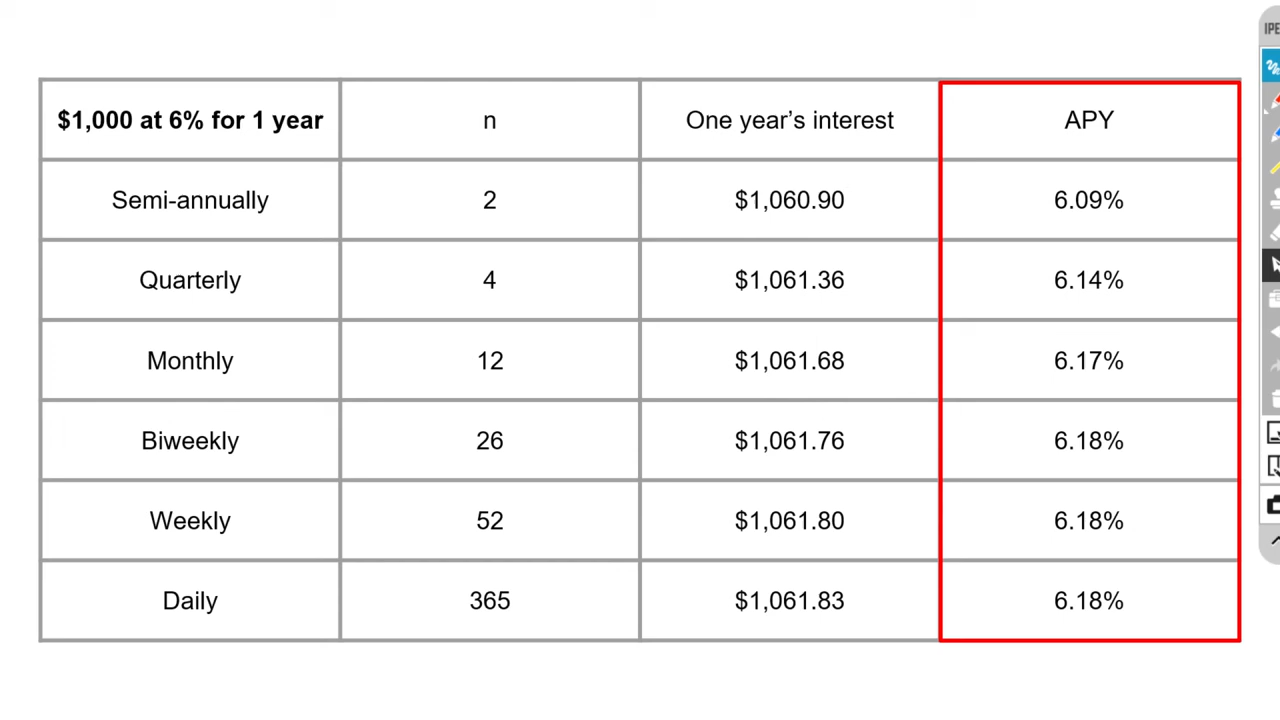 $1,000 at 6% for 1 year n One year's interest APY
Semi-annually 2 $1,060.90 6.09%
Quarterly 4 $1,061.36 6.14%
Monthly 12 $1,061.68 6.17%
Biweekly 26 $1,061.76 6.18%
Weekly 52 $1,061.80 6.18%
Daily 365 $1,061.83 6.18%